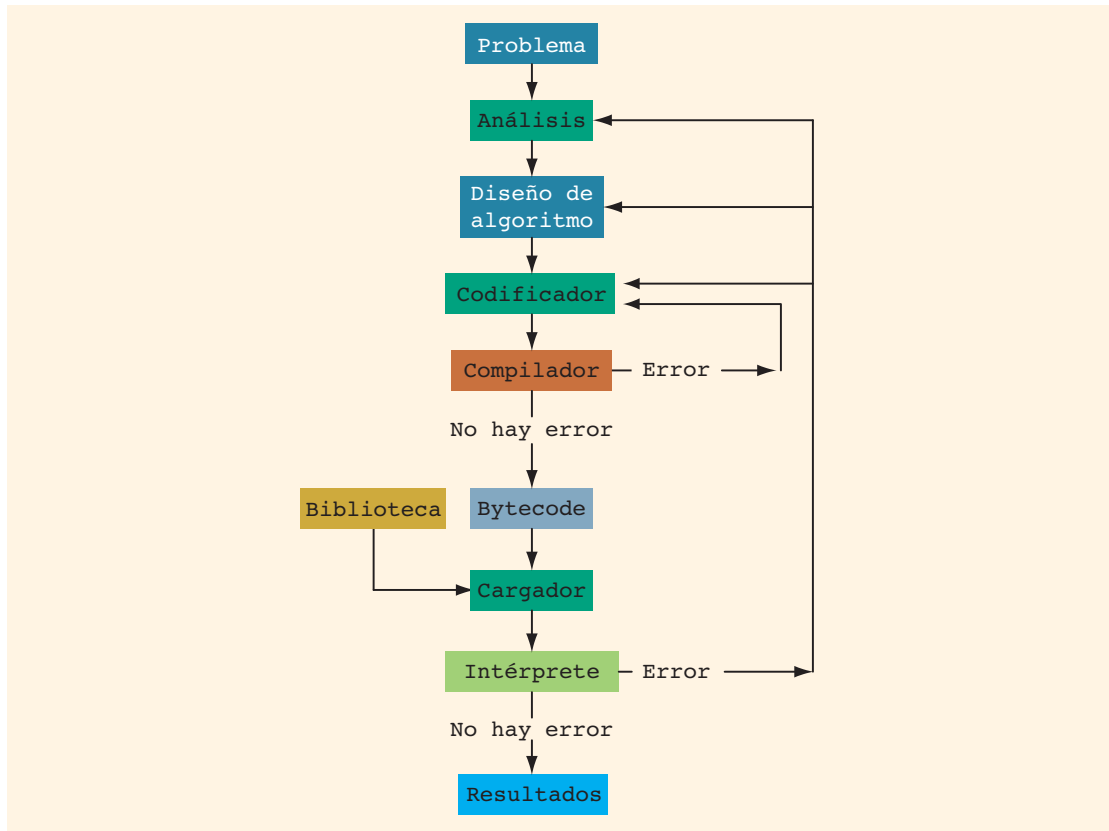 Problema
Análisis
Diseño de
algoritmo
Codificador
Compilador
Error
No hay error
Biblioteca
Bytecode
Cargador
Intérprete
Error
No hay error
Resultados